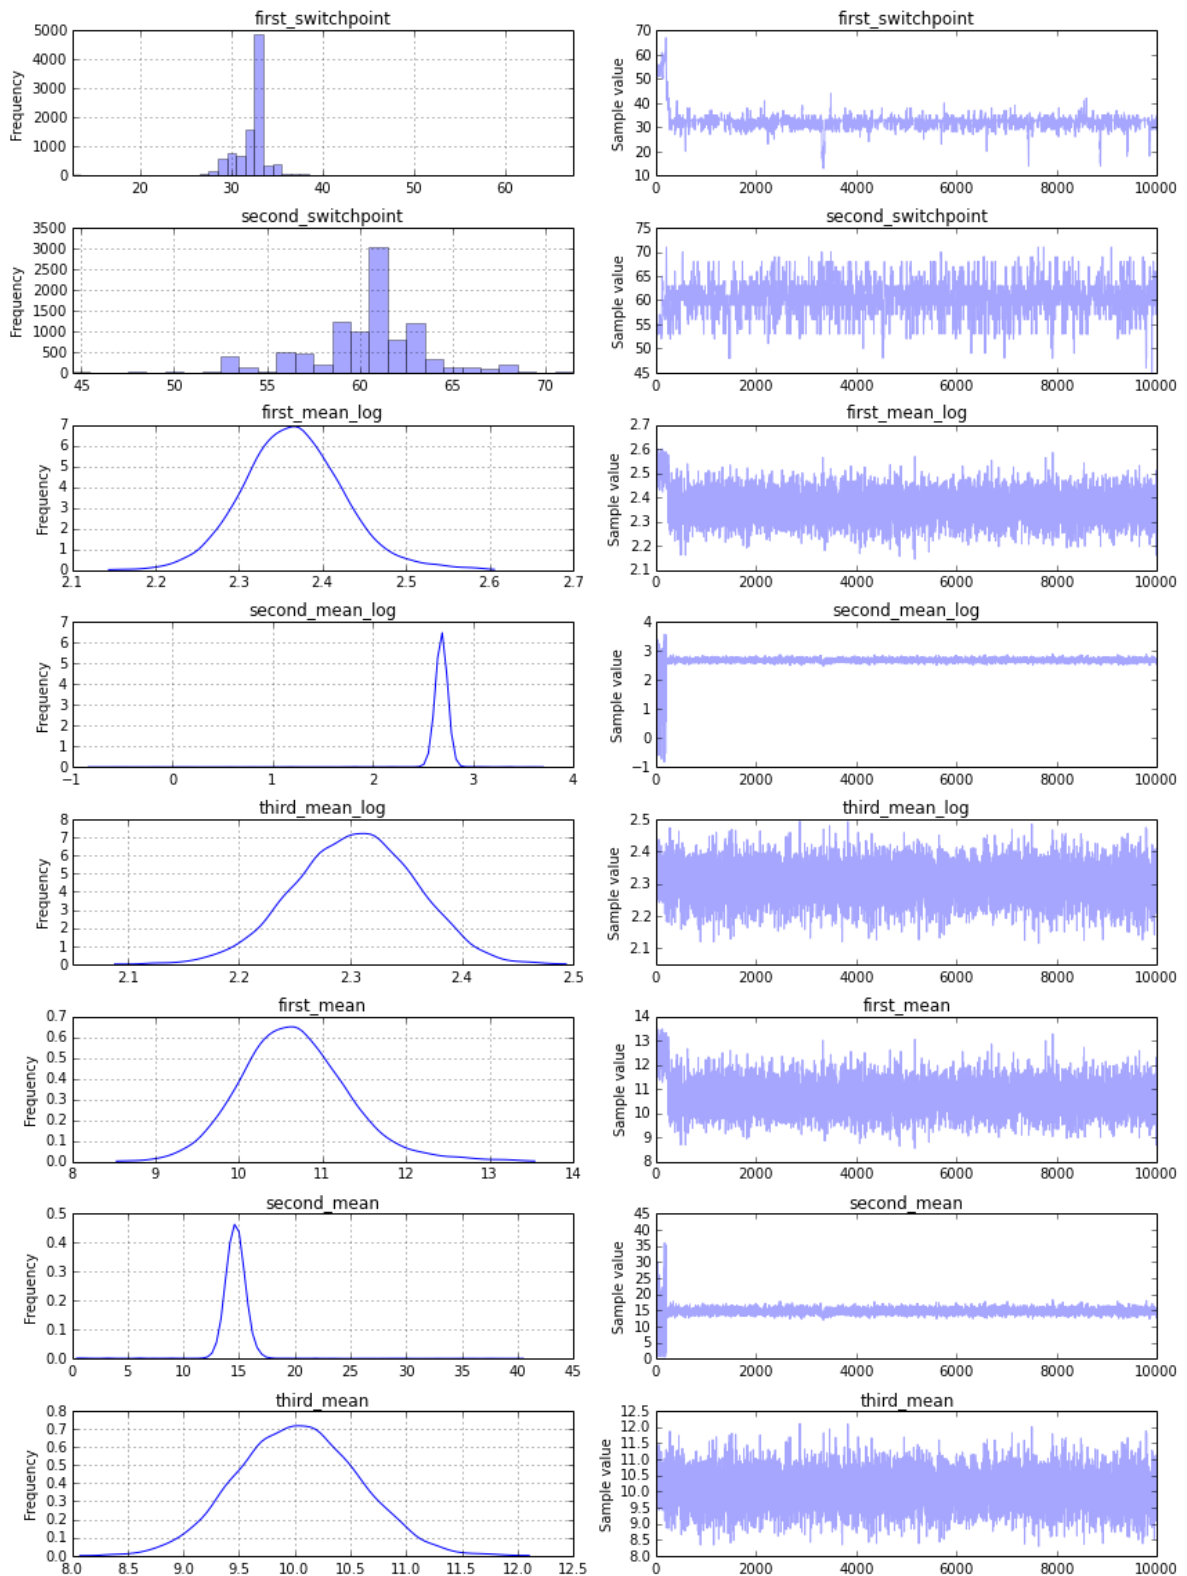 first_switchpoint
Frequency
5000
4000
3000
2000
1000
0
20 30 40 50 60
first_switchpoint
Sample value
70
60
50
40
30
20
10
0 2000 4000 6000 8000 10000
second_switchpoint
Frequency
3500
3000
2500
2000
1500
1000
500
0
45 50 55 60 65 70
second_switchpoint
Sample value
75
70
65
60
55
50
45
0 2000 4000 6000 8000 10000
first_mean_log
Frequency
7
6
5
4
3
2
1
0
2.1 2.2 2.3 2.4 2.5 2.6 2.7
first_mean_log
Sample value
2.7
2.6
2.5
2.4
2.3
2.2
2.1
0 2000 4000 6000 8000 10000
second_mean_log
Frequency
7
6
5
4
3
2
1
0
−1 0 1 2 3 4
second_mean_log
Sample value
4
3
2
1
0
−1
0 2000 4000 6000 8000 10000
third_mean_log
Frequency
8
7
6
5
4
3
2
1
0
2.1 2.2 2.3 2.4 2.5
third_mean_log
Sample value
2.5
2.4
2.3
2.2
2.1
0 2000 4000 6000 8000 10000
first_mean
Frequency
0.7
0.6
0.5
0.4
0.3
0.2
0.1
0.0
8 9 10 11 12 13 14
first_mean
Sample value
14
13
12
11
10
9
8
0 2000 4000 6000 8000 10000
second_mean
Frequency
0.5
0.4
0.3
0.2
0.1
0.0
0 5 10 15 20 25 30 35 40 45
second_mean
Sample value
45
40
35
30
25
20
15
10
5
0
0 2000 4000 6000 8000 10000
third_mean
Frequency
0.8
0.7
0.6
0.5
0.4
0.3
0.2
0.1
0.0
8.0 8.5 9.0 9.5 10.0 10.5 11.0 11.5 12.0 12.5
third_mean
Sample value
12.5
12.0
11.5
11.0
10.5
10.0
9.5
9.0
8.5
8.0
0 2000 4000 6000 8000 10000